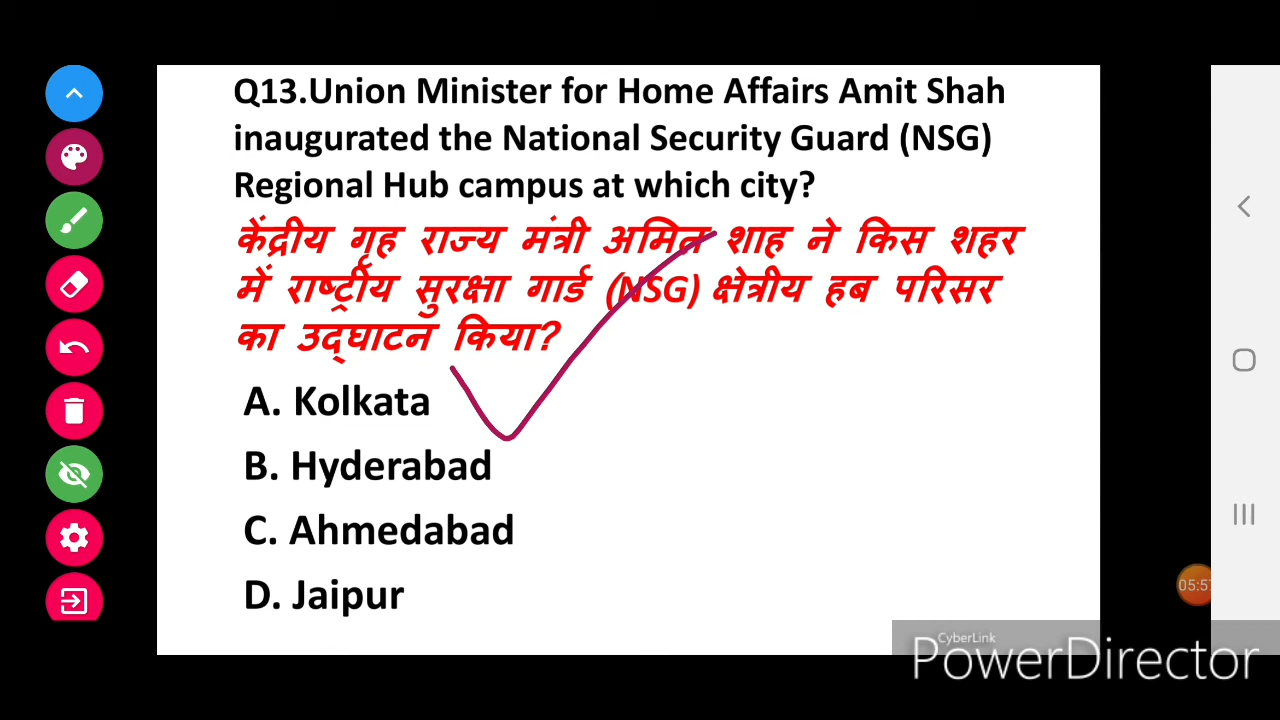 Q13.Union Minister for Home Affairs Amit Shah
inaugurated the National Security Guard (NSG)
Regional Hub campus at which city?
केंद्रीय गृह राज्य मंत्री अमित शाह ने किस शहर
में राष्ट्रीय सुरक्षा गार्ड (NSG) क्षेत्रीय हब परिसर
का उद्घाटन किया?
A. Kolkata
B. Hyderabad
C. Ahmedabad
D. Jaipur
05:57
CyberLink
PowerDirector